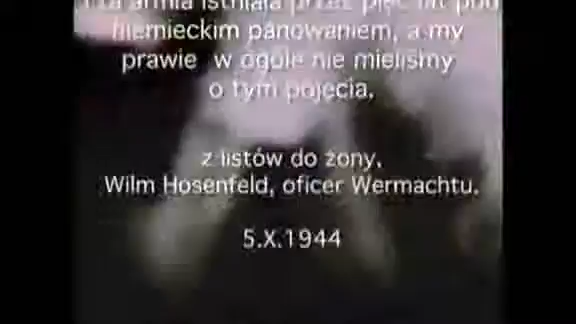 I ta armia istniała przez pięć lat pod
niemieckim panowaniem, a my
prawie w ogóle nie mieliśmy
o tym pojęcia.
z listów do żony,
Wilm Hosenfeld, oficer Wermachtu.
5.X.1944